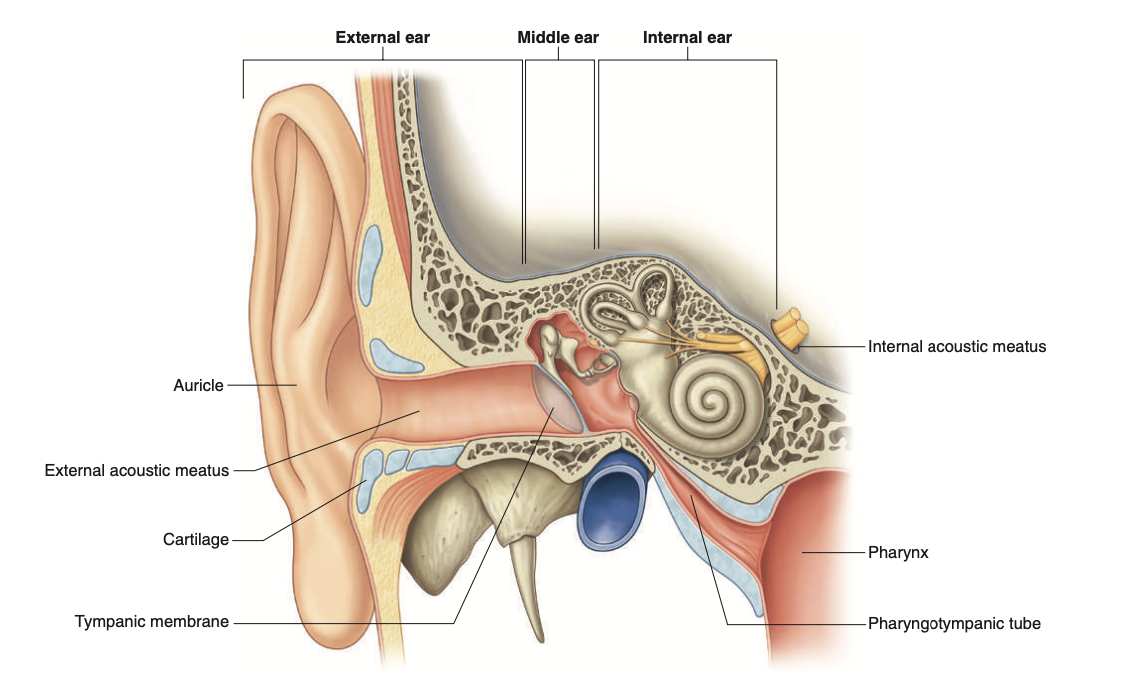 External ear
Middle ear
Internal ear
Internal acoustic meatus
Auricle
External acoustic meatus
Cartilage
Pharynx
Tympanic membrane
Pharyngotympanic tube